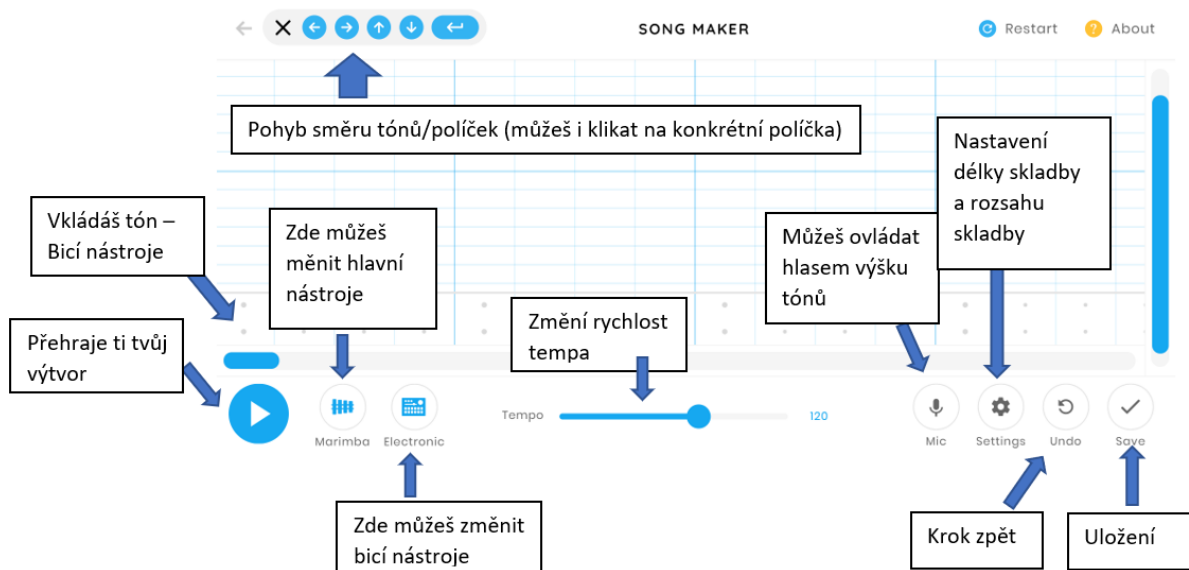 SONG MAKER
Restart
About
Pohyb směru tónů/políček (můžeš i klikat na konkrétní políčka)
Nastavení
délky skladby
a rozsahu
skladby
Vkládáš tón –
Bicí nástroje
Zde můžeš
měnit hlavní
nástroje
Můžeš ovládat
hlasem výšku
tónů
Změní rychlost
tempa
Přehraje ti tvůj
výtvor
Tempo
120
Marimba
Electronic
Mic
Settings
Undo
Save
Zde můžeš změnit
bicí nástroje
Krok zpět
Uložení